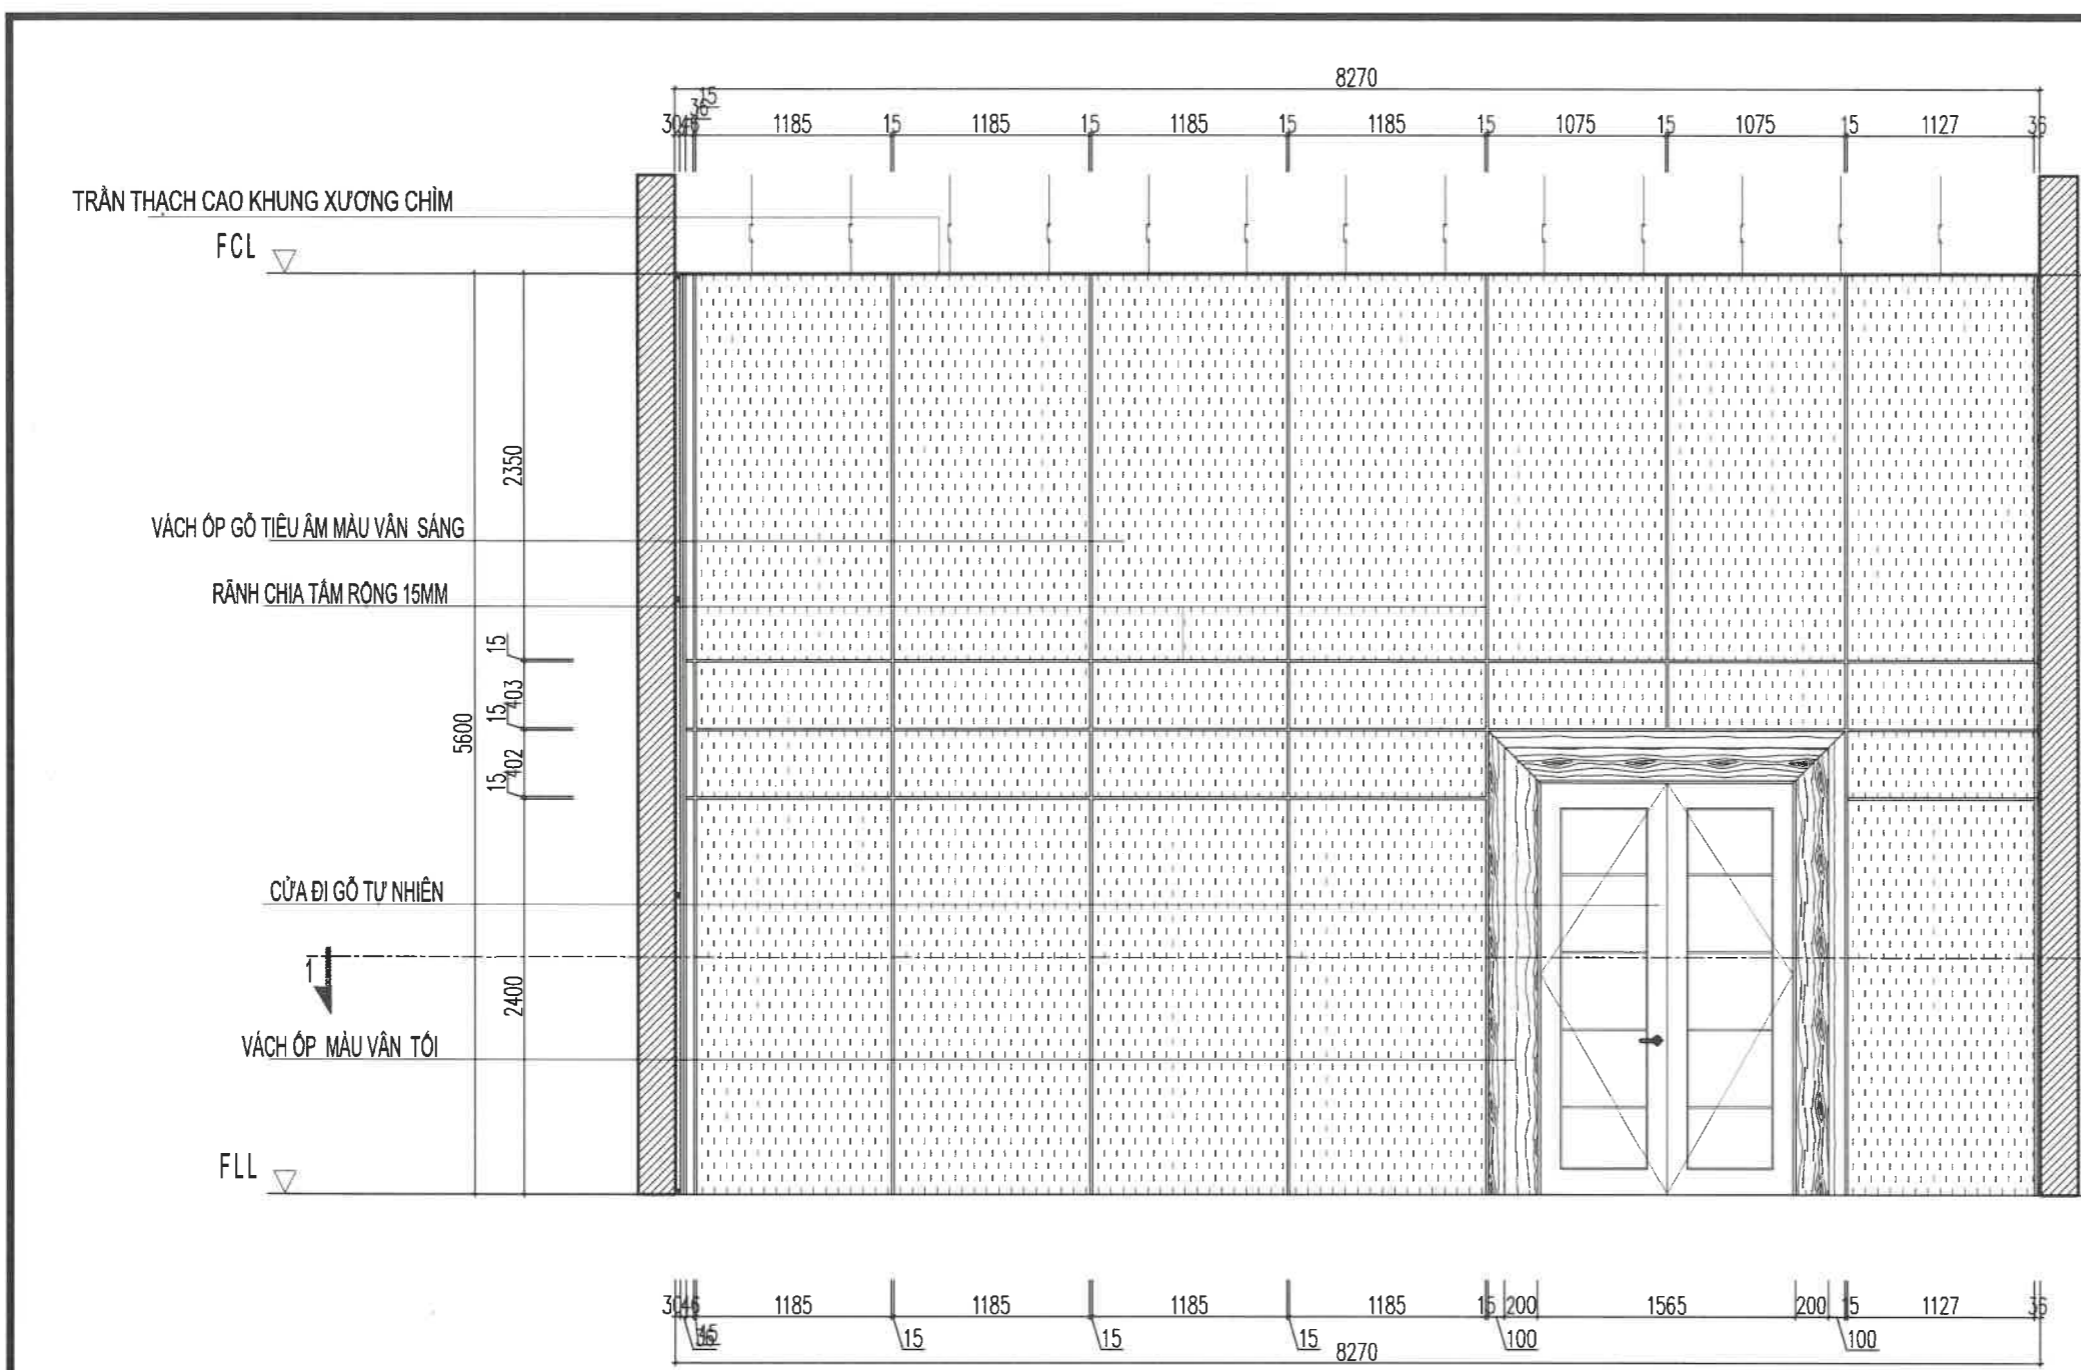 8270
15
36
30 46 1185 15 1185 15 1185 15 1185 15 1075 15 1075 15 1127 36
TRẦN THẠCH CAO KHUNG XƯƠNG CHÌM
FCL
2350
VÁCH ỐP GỖ TIÊU ÂM MÀU VÂN SÁNG
RÃNH CHIA TẤM RỘNG 15MM
15
403
15
5600
402
15
CỬA ĐI GỖ TỰ NHIÊN
1
2400
VÁCH ỐP MÀU VÂN TỐI
FLL
30 46 1185 1185 1185 1185 15 200 1565 200 15 1127 36
36 15 15 15 15 100 100
8270